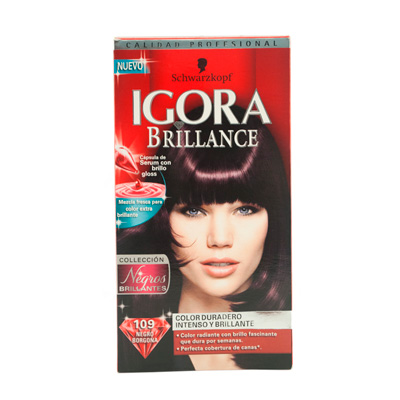 CALIDAD PROFESIONAL
NUEVO
Schwarzkopf
IGORA
BRILLANCE
Cápsula de
Serum con
brillo
gloss
Mezcla fresca para
color extra
brillante
COLECCIÓN
Negros
BRILLANTES
109
NEGRO
BORGOÑA
COLOR DURADERO
INTENSO Y BRILLANTE
• Color radiante con brillo fascinante
que dura por semanas.
• Perfecta cobertura de canas*.